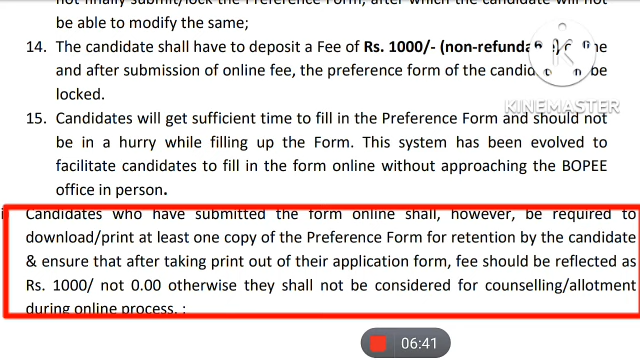 not finally submit/lock the Preference Form, after which the candidate will not
be able to modify the same;
14. The candidate shall have to deposit a Fee of Rs. 1000/- (non-refunda
and after submission of online fee, the preference form of the candid be
locked.
KINEMASTER
15. Candidates will get sufficient time to fill in the Preference Form and should not
be in a hurry while filling up the Form. This system has been evolved to
facilitate candidates to fill in the form online without approaching the BOPEE
office in person.
Candidates who have submitted the form online shall, however, be required to
download/print at least one copy of the Preference Form for retention by the candidate
& ensure that after taking print out of their application form, fee should be reflected as
Rs. 1000/ not 0.00 otherwise they shall not be considered for counselling/allotment
during online process. :
06:41